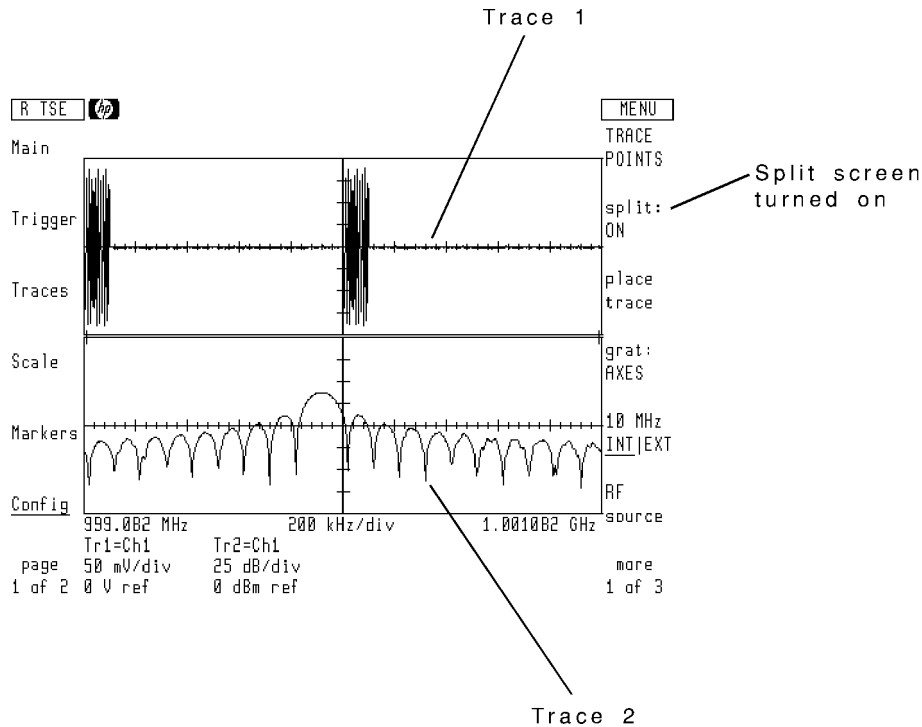 Trace 1
R TSE hp MENU
Main
TRACE
POINTS
Split screen
turned on
Trigger
split:
ON
Traces
place
trace
Scale
grat:
AXES
Markers
10 MHz
INT|EXT
Config
RF
source
999.082 MHz 200 kHz/div 1.001082 GHz
Tr1=Ch1 Tr2=Ch1
page 50 mV/div 25 dB/div more
1 of 2 0 V ref 0 dBm ref 1 of 3
Trace 2